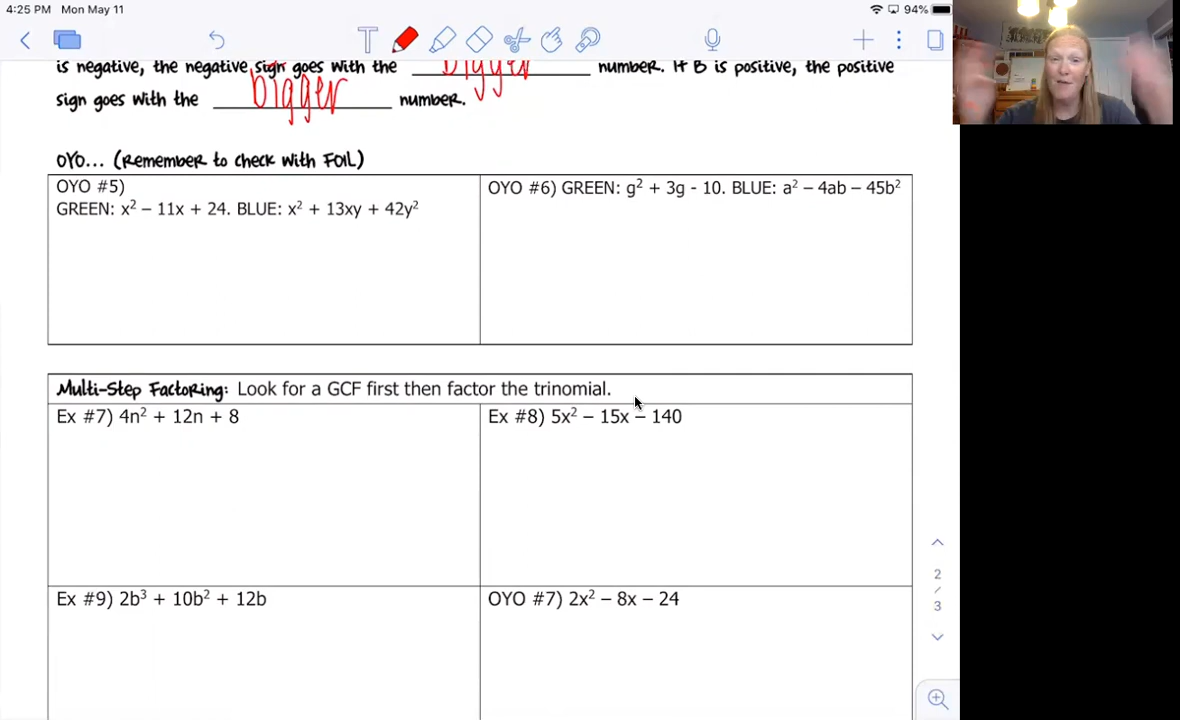 4:25 PM Mon May 11
94%
is negative, the negative sign goes with the bigger number. If B is positive, the positive
sign goes with the bigger number.
OYO... (Remember to check with FOIL)
OYO #5)
GREEN: x² – 11x + 24. BLUE: x² + 13xy + 42y²
OYO #6) GREEN: g² + 3g - 10. BLUE: a² – 4ab – 45b²
Multi-Step Factoring: Look for a GCF first then factor the trinomial.
Ex #7) 4n² + 12n + 8
Ex #8) 5x² – 15x – 140
Ex #9) 2b³ + 10b² + 12b
OYO #7) 2x² – 8x – 24
2
/
3